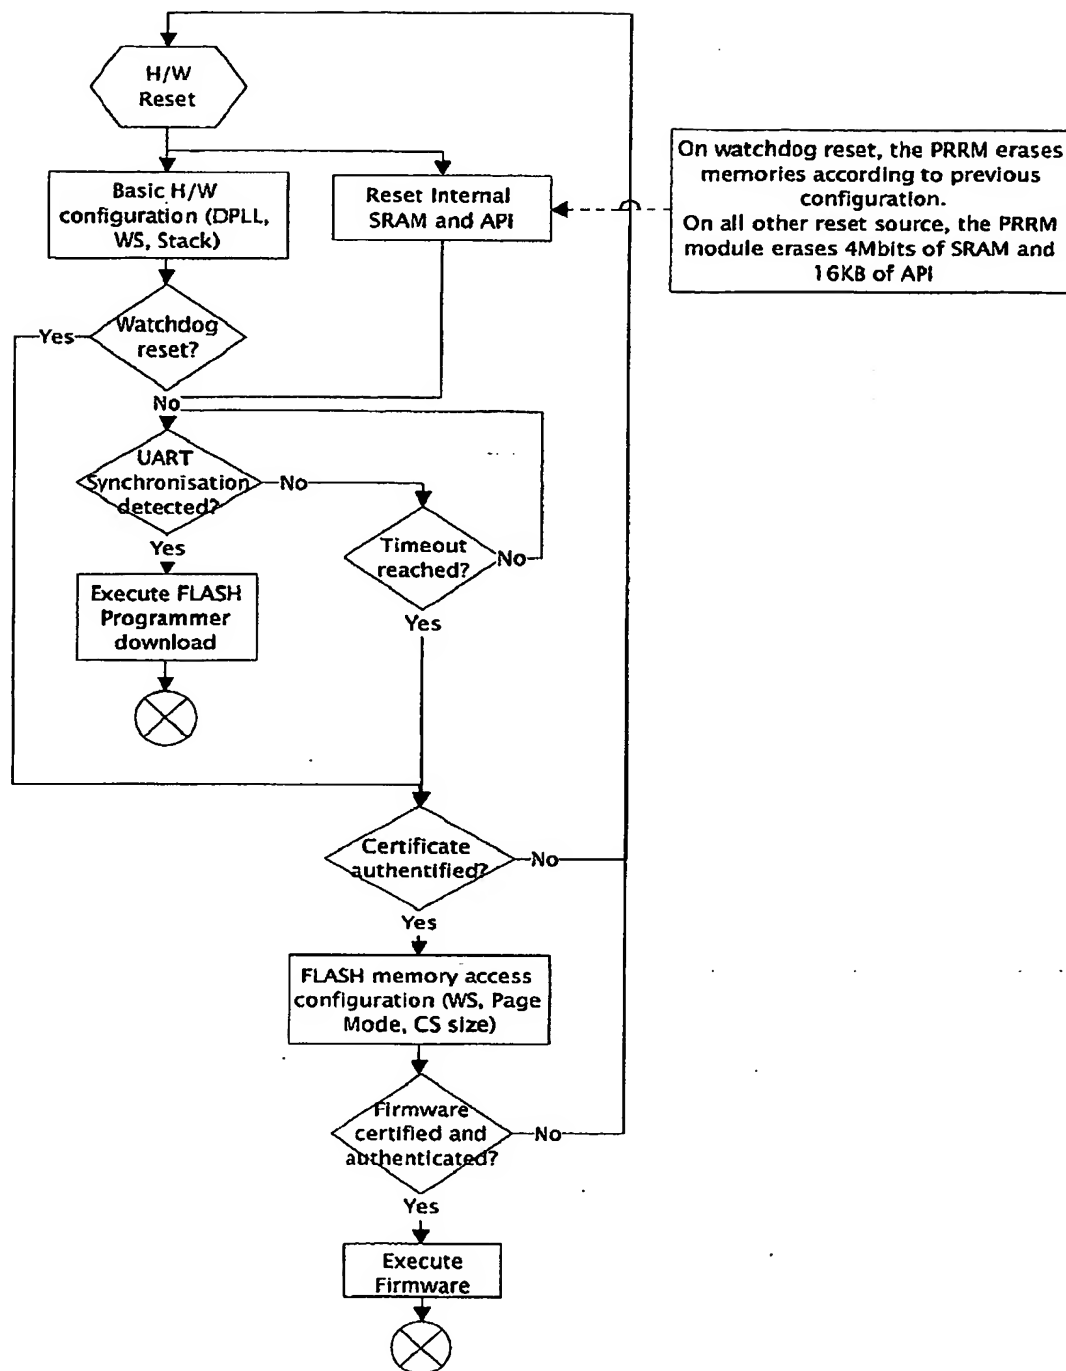 H/W
Reset
Basic H/W
configuration (DPLL,
WS, Stack)
Reset Internal
SRAM and API
On watchdog reset, the PRRM erases
memories according to previous
configuration.
On all other reset source, the PRRM
module erases 4Mbits of SRAM and
16KB of API
Yes
Watchdog
reset?
No
UART
Synchronisation
detected?
No
Yes
Timeout
reached?
No
Execute FLASH
Programmer
download
Yes
Certificate
authentified?
No
Yes
FLASH memory access
configuration (WS, Page
Mode, CS size)
Firmware
certified and
authenticated?
No
Yes
Execute
Firmware